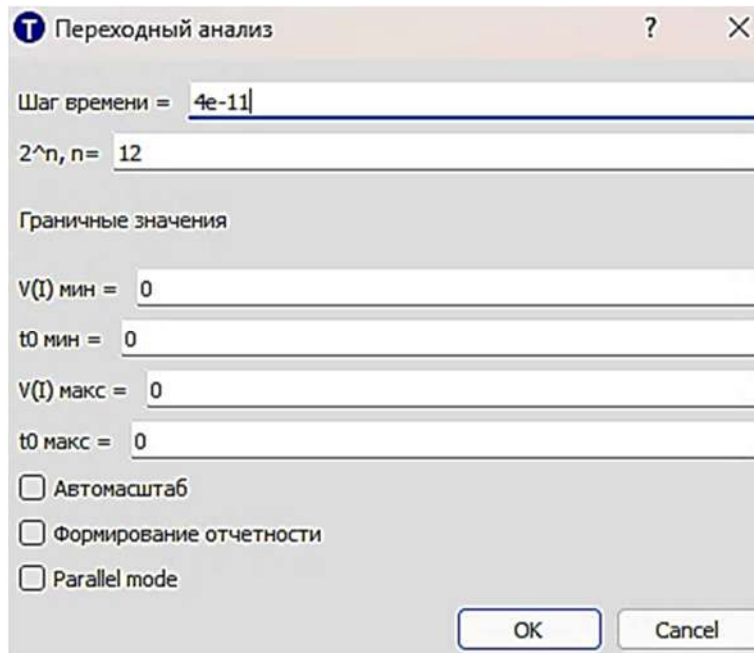 T Переходный анализ ? ×
Шаг времени = 4e-11
2^n, n= 12
Граничные значения
V(I) мин = 0
t0 мин = 0
V(I) макс = 0
t0 макс = 0
Автомасштаб
Формирование отчетности
Parallel mode
OK Cancel